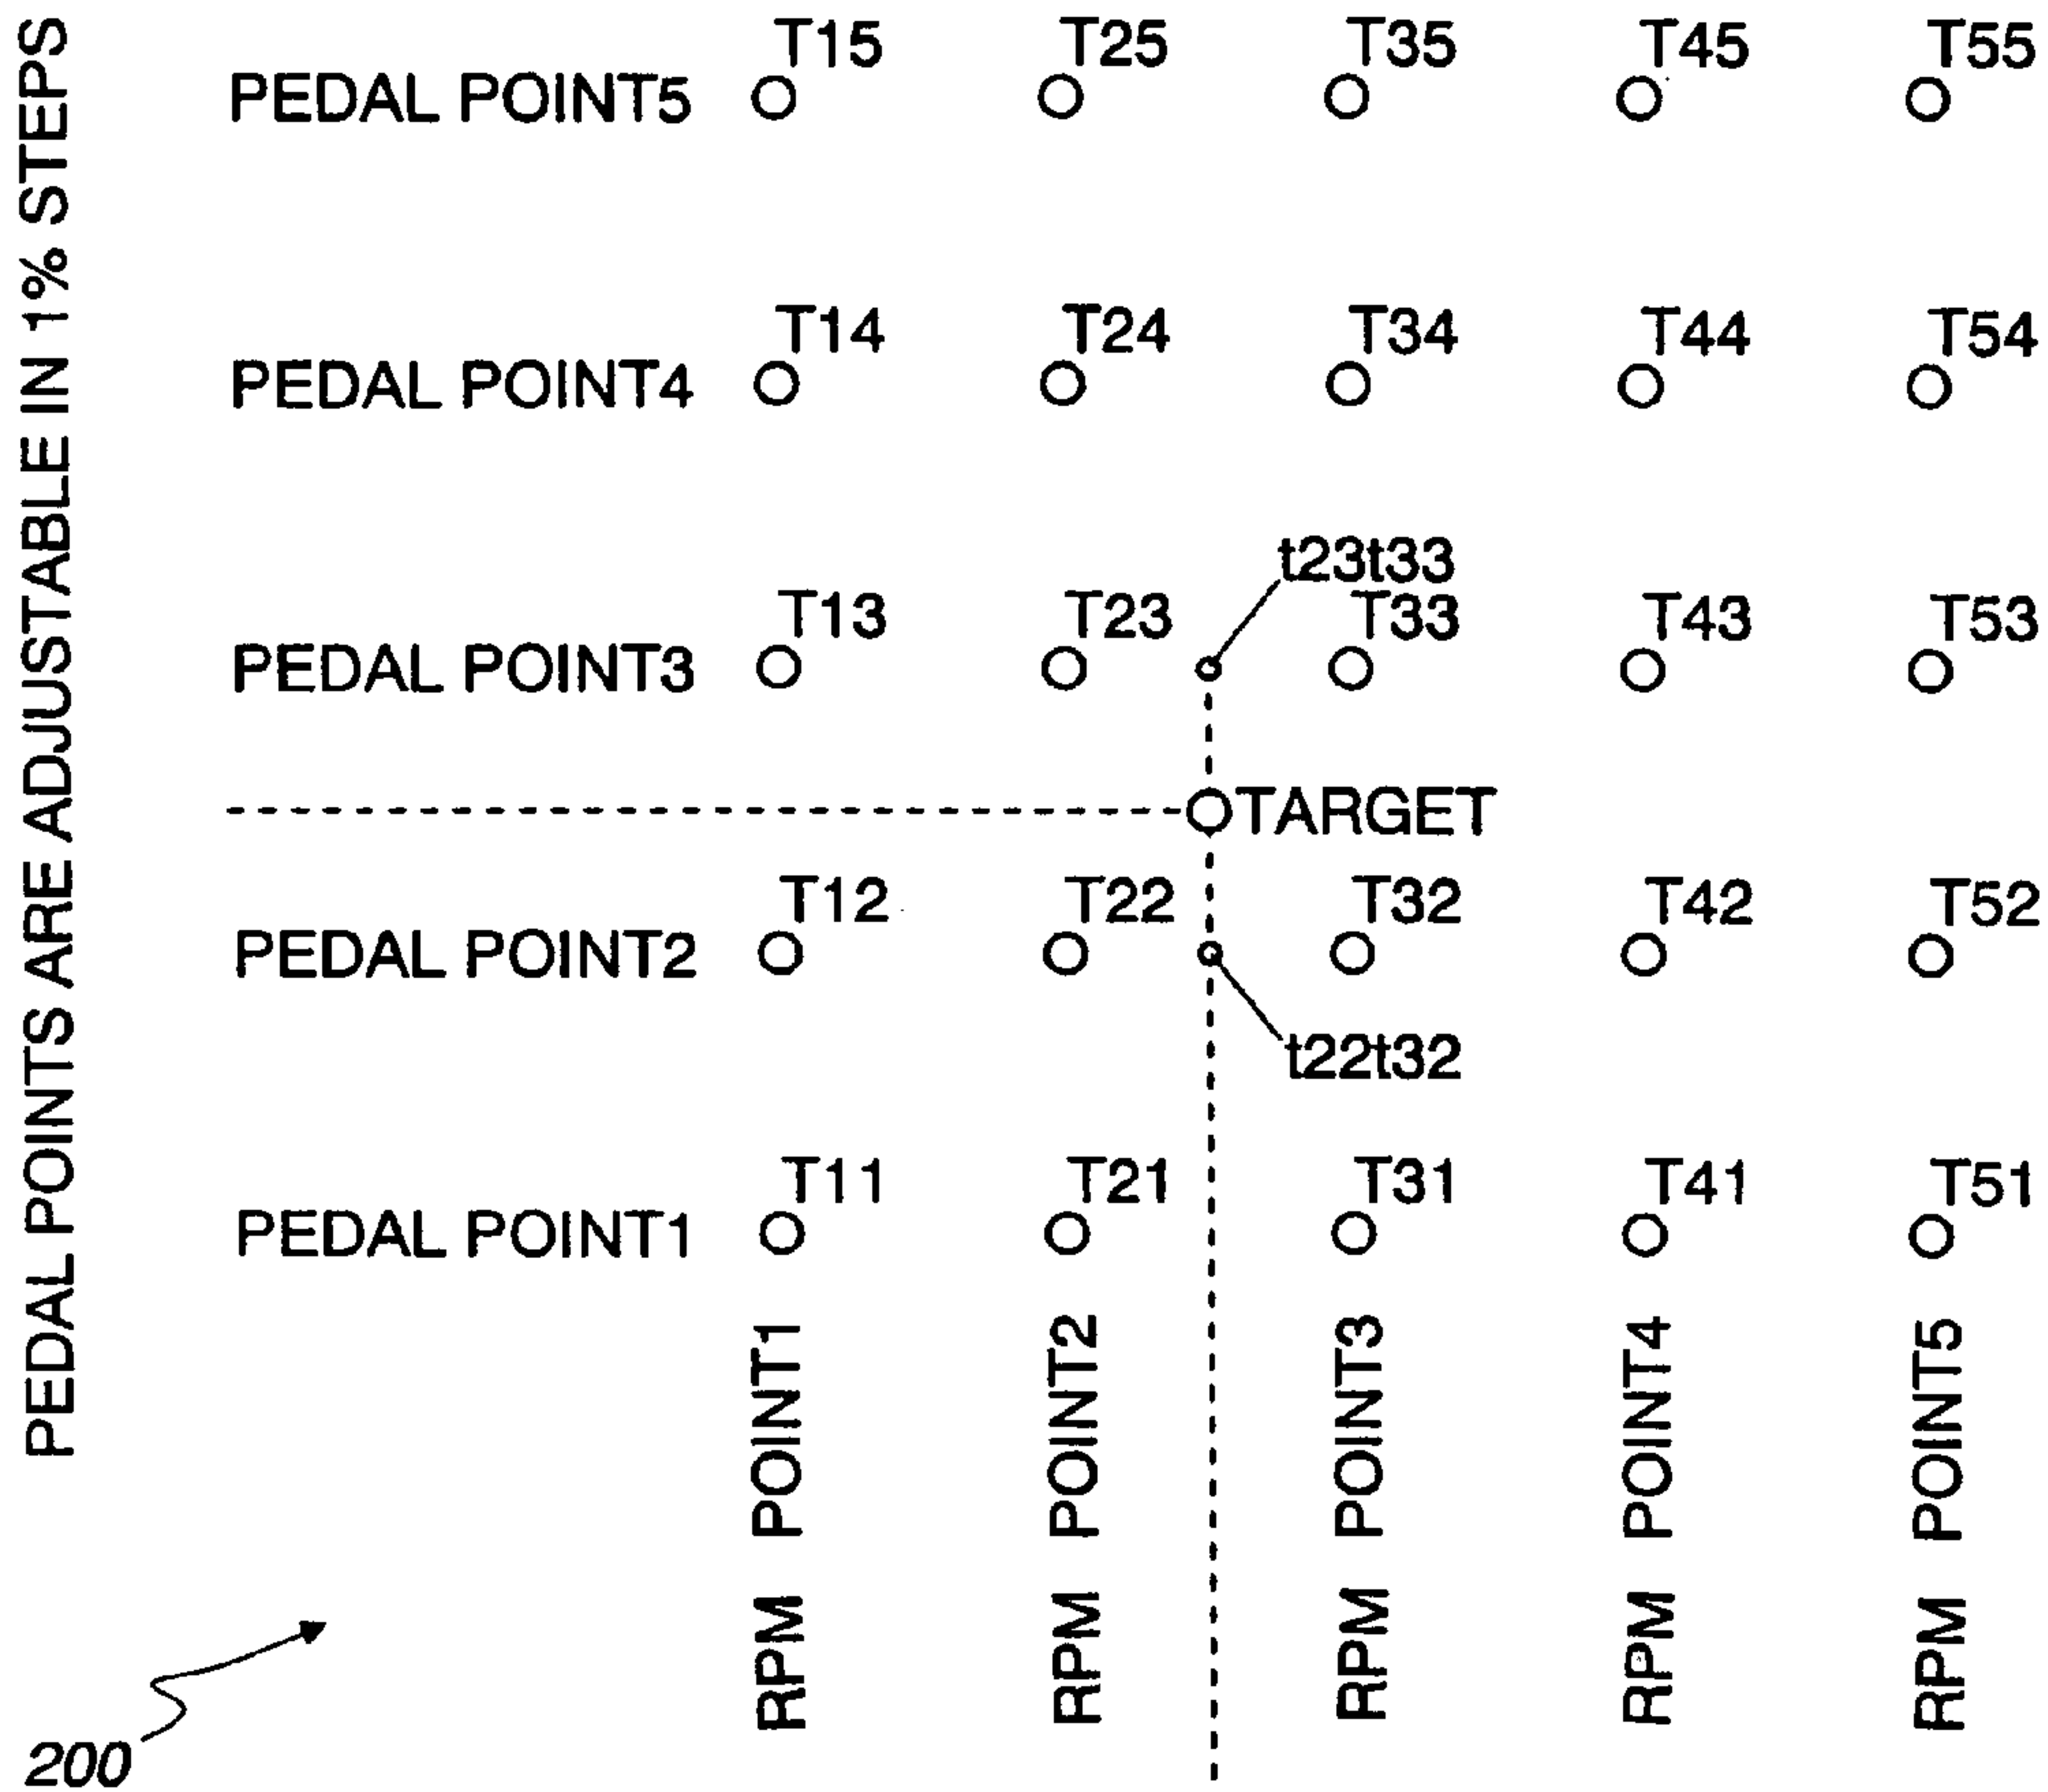 PEDAL POINTS ARE ADJUSTABLE IN 1% STEPS
T15 T25 T35 T45 T55
PEDAL POINT5
T14 T24 T34 T44 T54
PEDAL POINT4
t23t33
T13 T23 T33 T43 T53
PEDAL POINT3
TARGET
T12 T22 T32 T42 T52
PEDAL POINT2
t22t32
T11 T21 T31 T41 T51
PEDAL POINT1
RPM POINT1
RPM POINT2
RPM POINT3
RPM POINT4
RPM POINT5
200